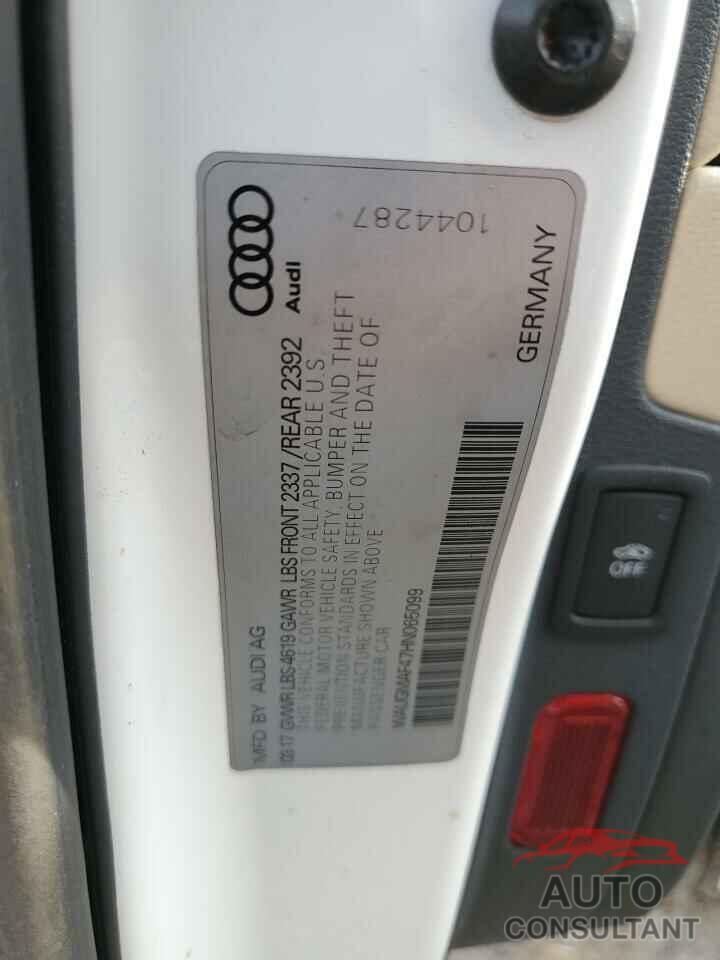 Audi
1044287
MFD BY AUDI AG
03-17 GVWR LBS 4619 GAWR LBS FRONT 2337/REAR 2392
THIS VEHICLE CONFORMS TO ALL APPLICABLE U.S.
FEDERAL MOTOR VEHICLE SAFETY, BUMPER AND THEFT
PREVENTION STANDARDS IN EFFECT ON THE DATE OF
MANUFACTURE SHOWN ABOVE
PASSENGER CAR
WAUGMAF47HN065099
GERMANY
OFF
AUTO
CONSULTANT